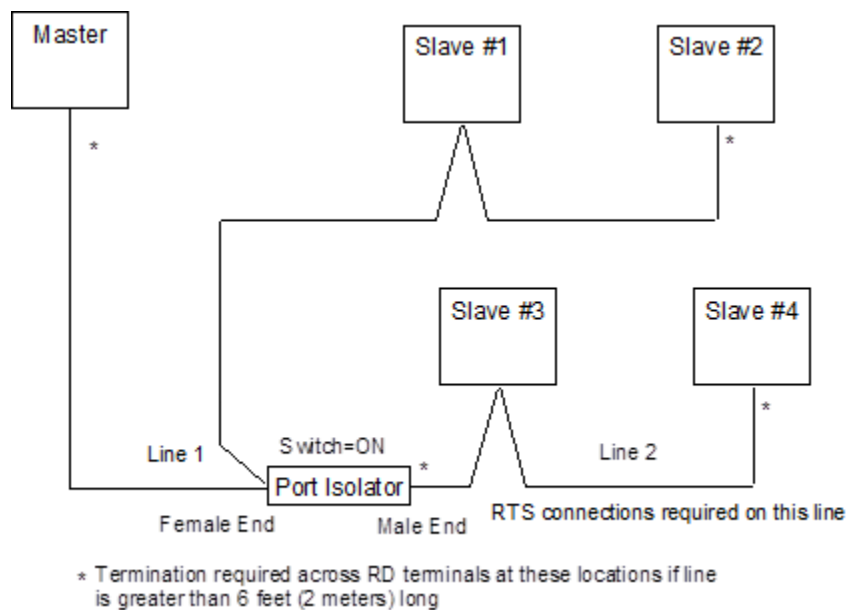 Master
Slave #1
Slave #2
*
*
Slave #3
Slave #4
*
Line 1
Switch=ON
*
Line 2
Port Isolator
Female End
Male End
RTS connections required on this line
* Termination required across RD terminals at these locations if line
is greater than 6 feet (2 meters) long